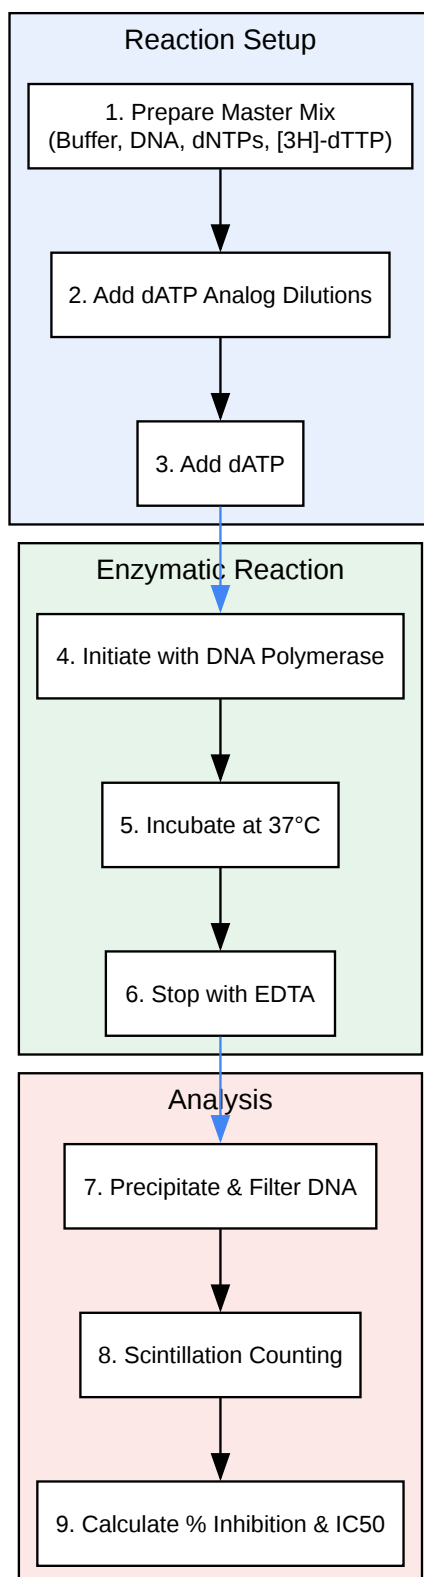 Reaction Setup
1. Prepare Master Mix
(Buffer, DNA, dNTPs, [3H]-dTTP)
2. Add dATP Analog Dilutions
3. Add dATP
Enzymatic Reaction
4. Initiate with DNA Polymerase
5. Incubate at 37°C
6. Stop with EDTA
Analysis
7. Precipitate & Filter DNA
8. Scintillation Counting
9. Calculate % Inhibition & IC50